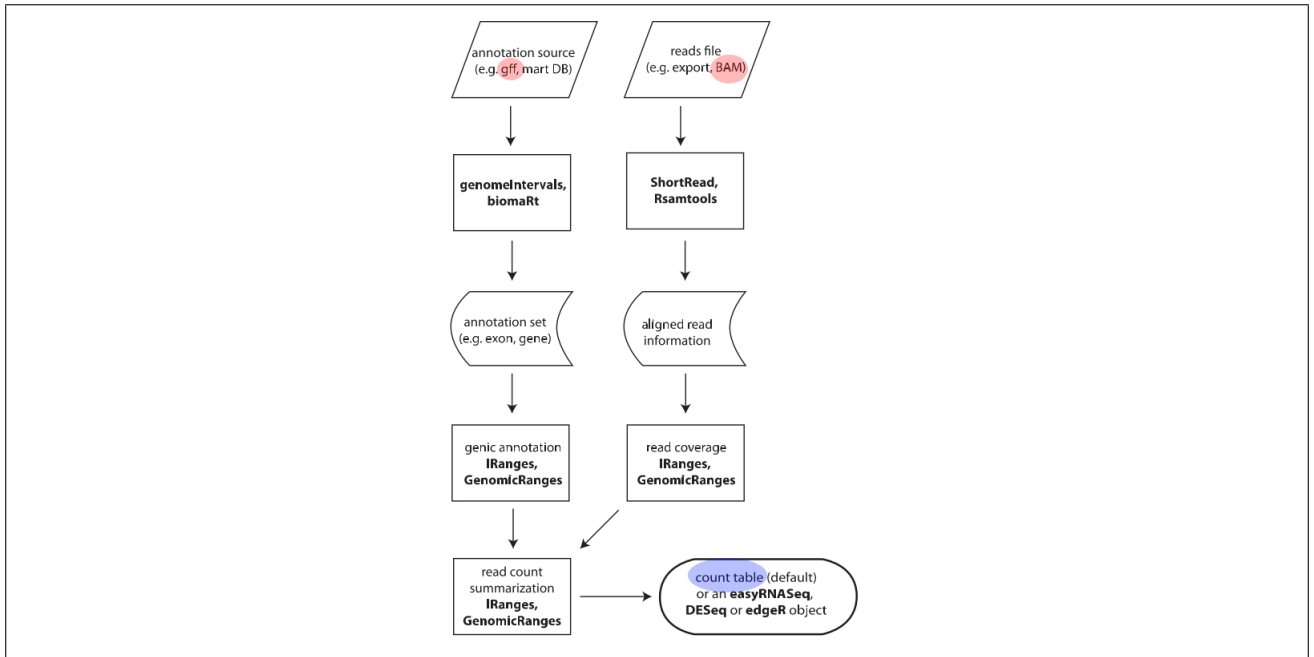 annotation source
(e.g. gff, mart DB)
reads file
(e.g. export, BAM)
genomeIntervals,
biomaRt
ShortRead,
Rsamtools
annotation set
(e.g. exon, gene)
aligned read
information
genic annotation
IRanges,
GenomicRanges
read coverage
IRanges,
GenomicRanges
read count
summarization
IRanges,
GenomicRanges
count table (default)
or an easyRNASeq,
DESeq or edgeR object